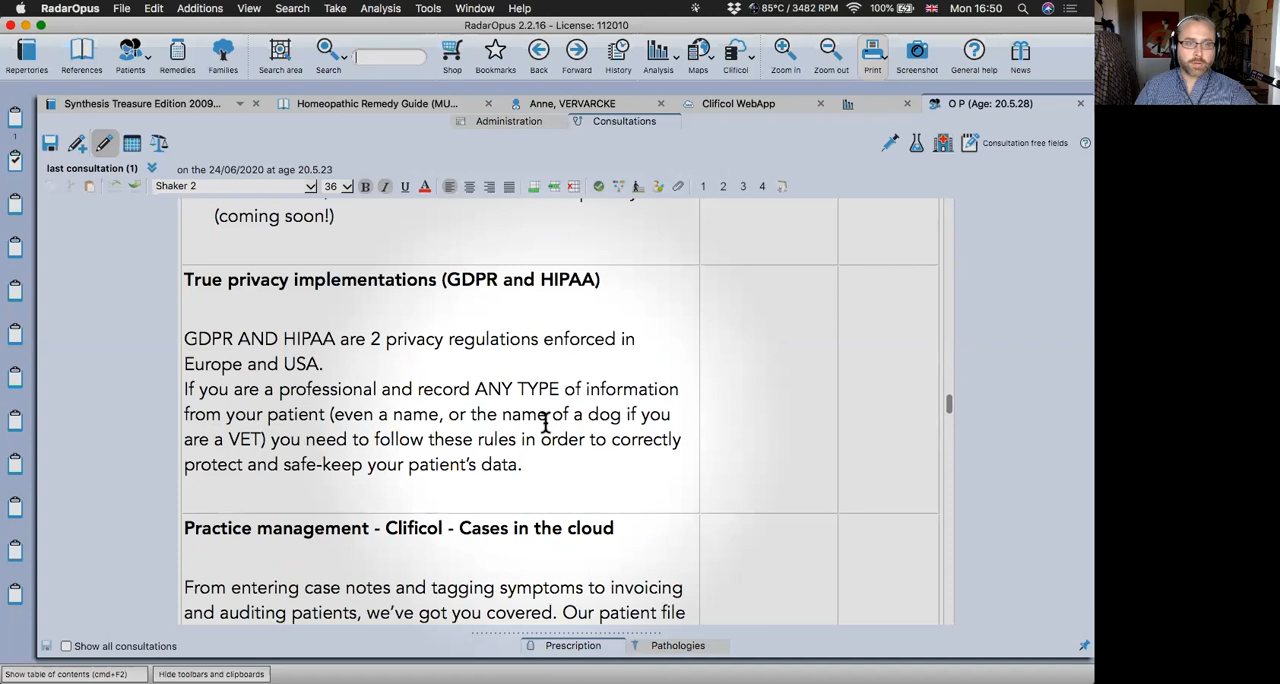 RadarOpus File Edit Additions View Search Take Analysis Tools Window Help 85°C / 3482 RPM 100% Mon 16:50
RadarOpus 2.2.16 - License: 112010
Repertories References Patients Remedies Families Search area Search Shop Bookmarks Back Forward History Analysis Maps Clificol Zoom in Zoom out Print Screenshot General help News
Synthesis Treasure Edition 2009... Homeopathic Remedy Guide (MU... Anne, VERVARCKE Clificol WebApp O P (Age: 20.5.28)
Administration Consultations
Consultation free fields
last consultation (1) on the 24/06/2020 at age 20.5.23
Shaker 2 36 B I U A 1 2 3 4
1
(coming soon!)
True privacy implementations (GDPR and HIPAA)
GDPR AND HIPAA are 2 privacy regulations enforced in
Europe and USA.
If you are a professional and record ANY TYPE of information
from your patient (even a name, or the name of a dog if you
are a VET) you need to follow these rules in order to correctly
protect and safe-keep your patient's data.
Practice management - Clificol - Cases in the cloud
From entering case notes and tagging symptoms to invoicing
and auditing patients, we've got you covered. Our patient file
Show all consultations Prescription Pathologies
Show table of contents (cmd+F2) Hide toolbars and clipboards